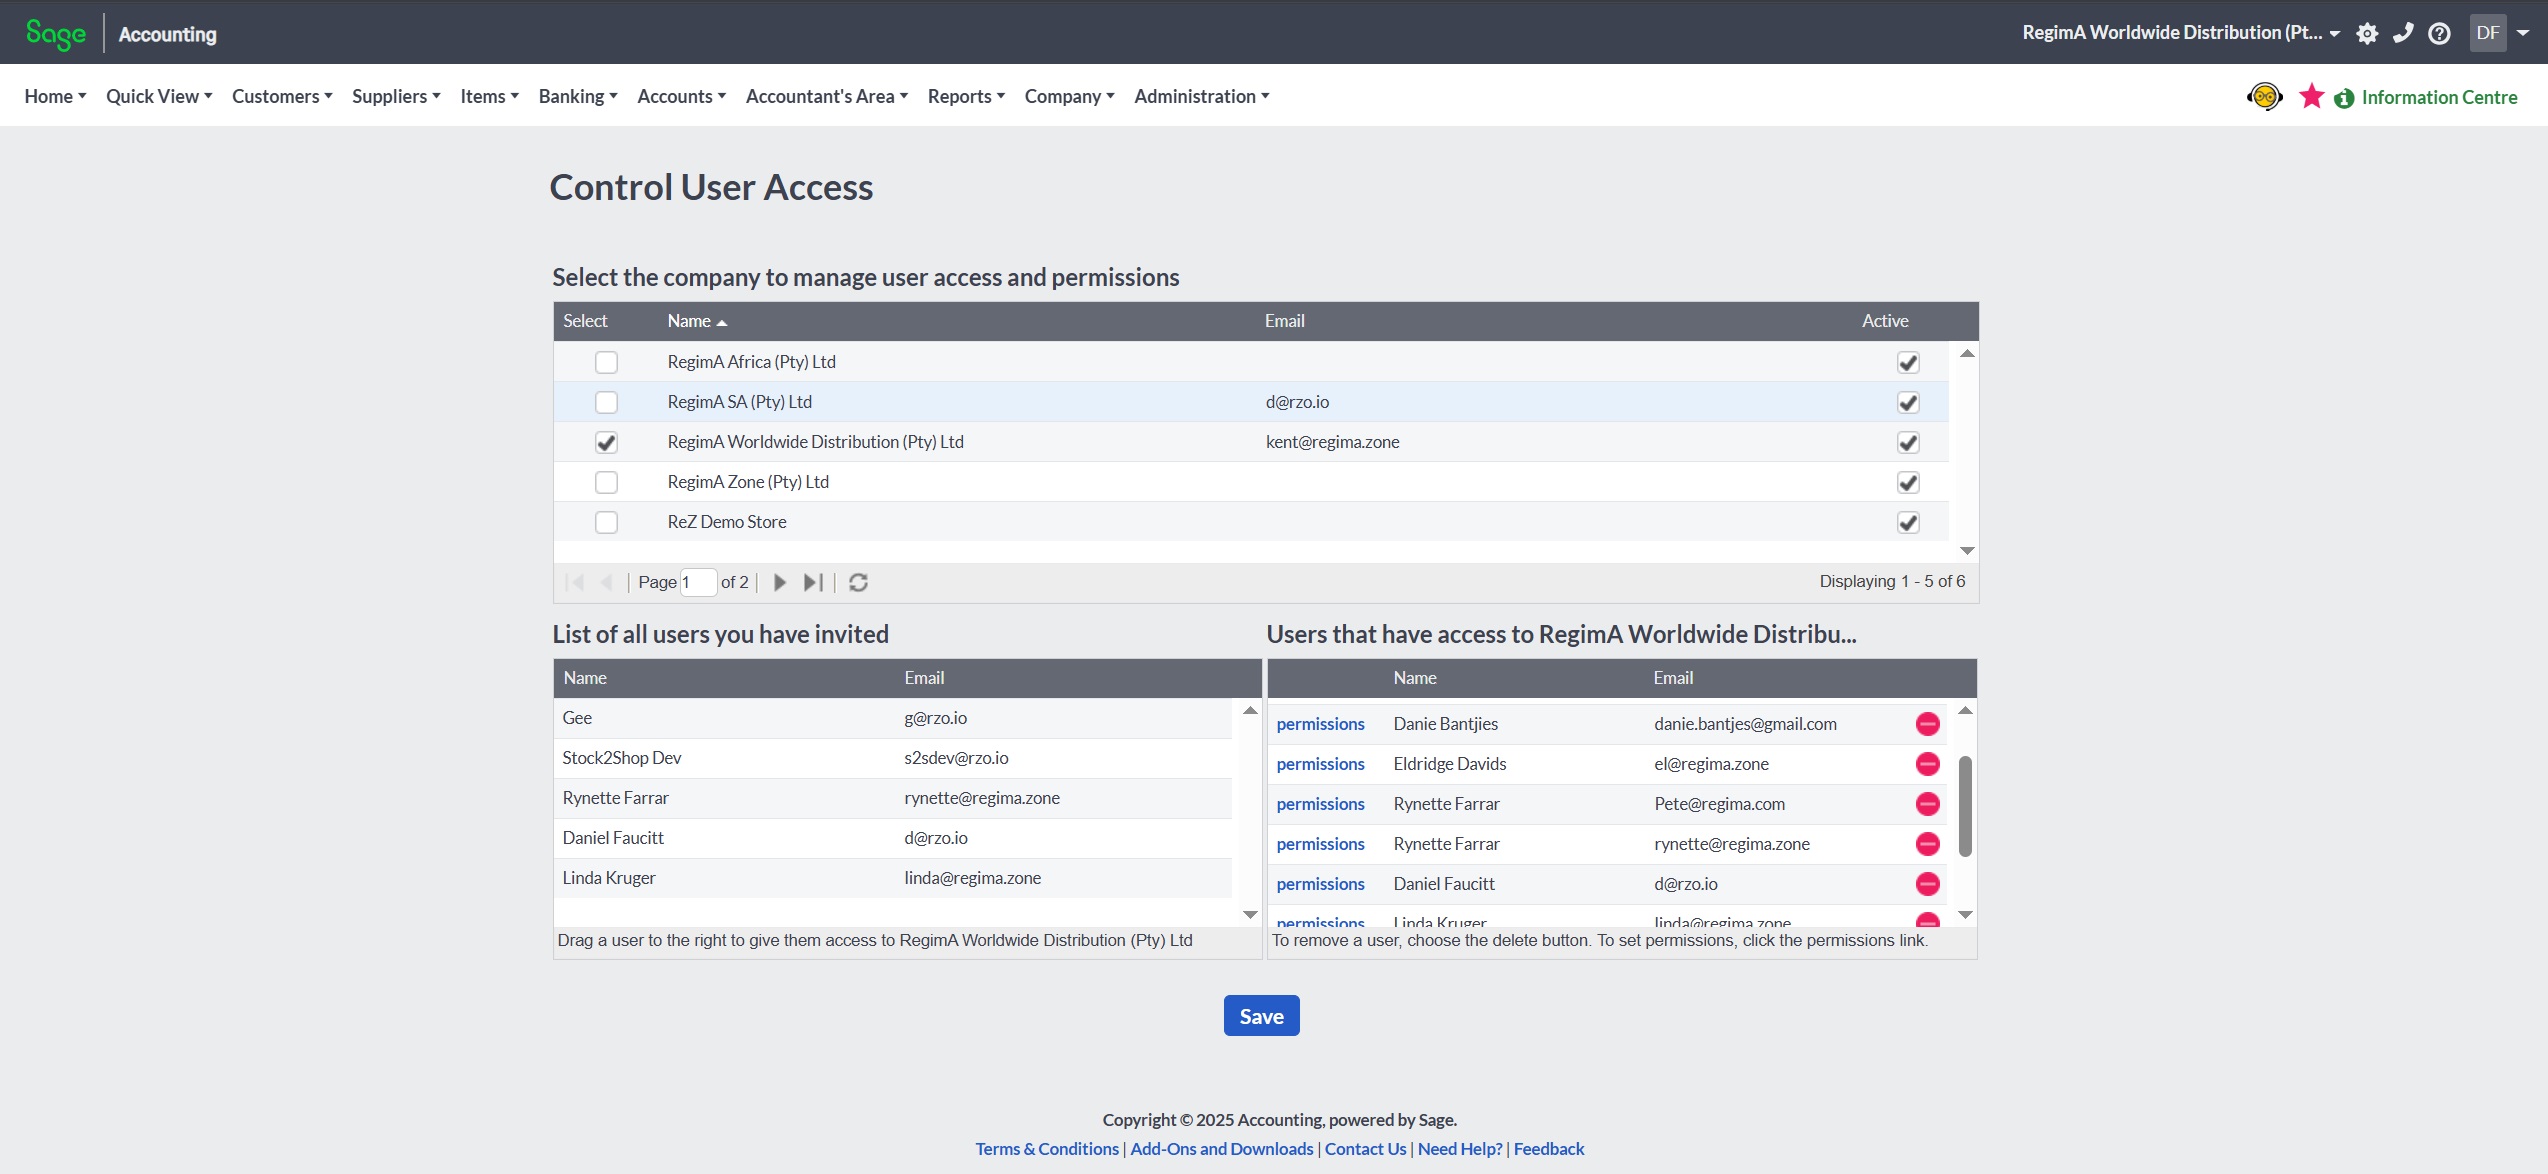 Sage Accounting RegimA Worldwide Distribution (Pt... DF
Home Quick View Customers Suppliers Items Banking Accounts Accountant's Area Reports Company Administration Information Centre
Control User Access
Select the company to manage user access and permissions
Select Name Email Active
RegimA Africa (Pty) Ltd
RegimA SA (Pty) Ltd d@rzo.io
RegimA Worldwide Distribution (Pty) Ltd kent@regima.zone
RegimA Zone (Pty) Ltd
ReZ Demo Store
Page 1 of 2 Displaying 1 - 5 of 6
List of all users you have invited
Name Email
Gee g@rzo.io
Stock2Shop Dev s2sdev@rzo.io
Rynette Farrar rynette@regima.zone
Daniel Faucitt d@rzo.io
Linda Kruger linda@regima.zone
Drag a user to the right to give them access to RegimA Worldwide Distribution (Pty) Ltd
Users that have access to RegimA Worldwide Distribu...
Name Email
permissions Danie Bantjies danie.bantjes@gmail.com
permissions Eldridge Davids el@regima.zone
permissions Rynette Farrar Pete@regima.com
permissions Rynette Farrar rynette@regima.zone
permissions Daniel Faucitt d@rzo.io
permissions Linda Kruger linda@regima.zone
To remove a user, choose the delete button. To set permissions, click the permissions link.
Save
Copyright © 2025 Accounting, powered by Sage.
Terms & Conditions | Add-Ons and Downloads | Contact Us | Need Help? | Feedback